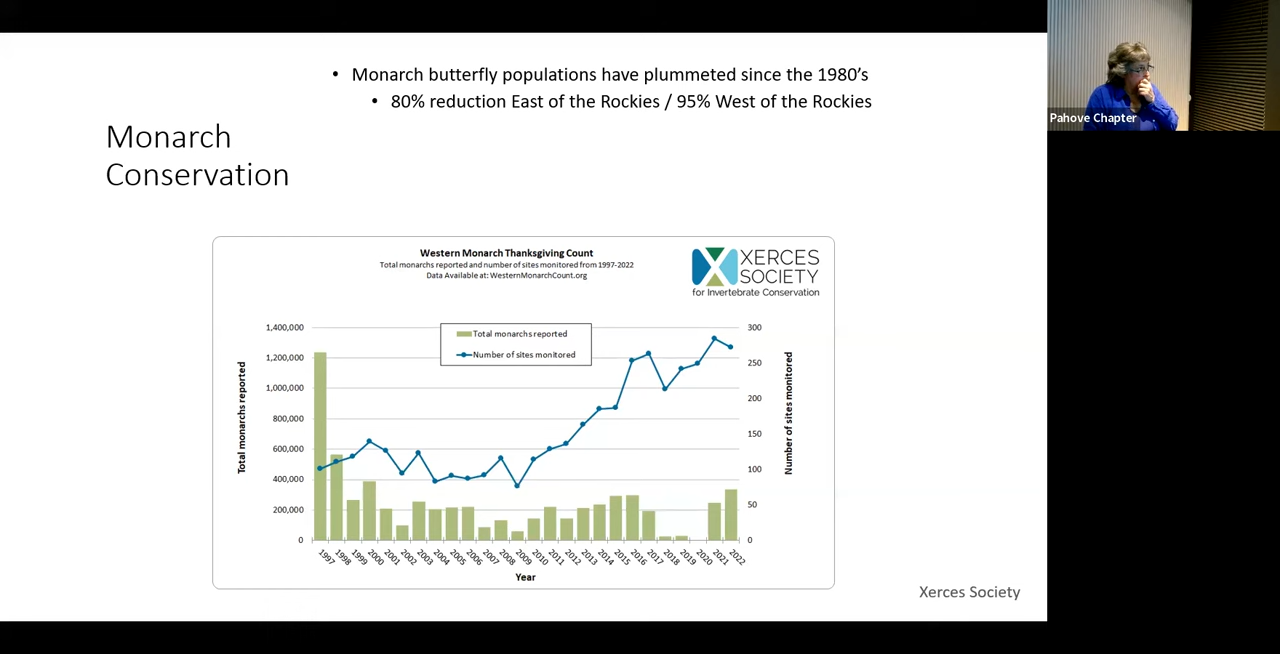 • Monarch butterfly populations have plummeted since the 1980’s
• 80% reduction East of the Rockies / 95% West of the Rockies
Monarch
Conservation
Pahove Chapter
Western Monarch Thanksgiving Count
Total monarchs reported and number of sites monitored from 1997-2022
Data Available at: WesternMonarchCount.org
XERCES
SOCIETY
for Invertebrate Conservation
Total monarchs reported
Number of sites monitored
Total monarchs reported
1,400,000
1,200,000
1,000,000
800,000
600,000
400,000
200,000
0
300
250
200
150
100
50
0
Number of sites monitored
1997
1998
1999
2000
2001
2002
2003
2004
2005
2006
2007
2008
2009
2010
2011
2012
2013
2014
2015
2016
2017
2018
2019
2020
2021
2022
Year
Xerces Society